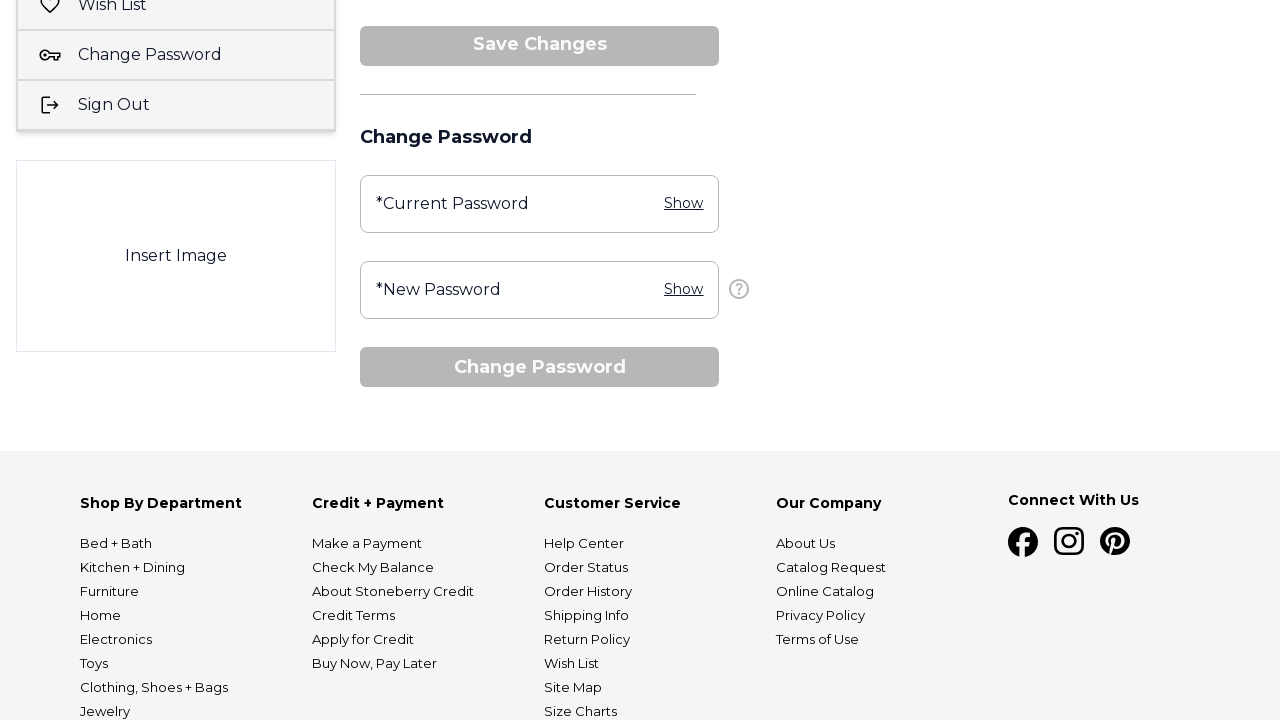 Wish List
Change Password
Sign Out
Insert Image
Save Changes
Change Password
*Current Password
Show
*New Password
Show
Change Password
Shop By Department
Bed + Bath
Kitchen + Dining
Furniture
Home
Electronics
Toys
Clothing, Shoes + Bags
Jewelry
Credit + Payment
Make a Payment
Check My Balance
About Stoneberry Credit
Credit Terms
Apply for Credit
Buy Now, Pay Later
Customer Service
Help Center
Order Status
Order History
Shipping Info
Return Policy
Wish List
Site Map
Size Charts
Our Company
About Us
Catalog Request
Online Catalog
Privacy Policy
Terms of Use
Connect With Us